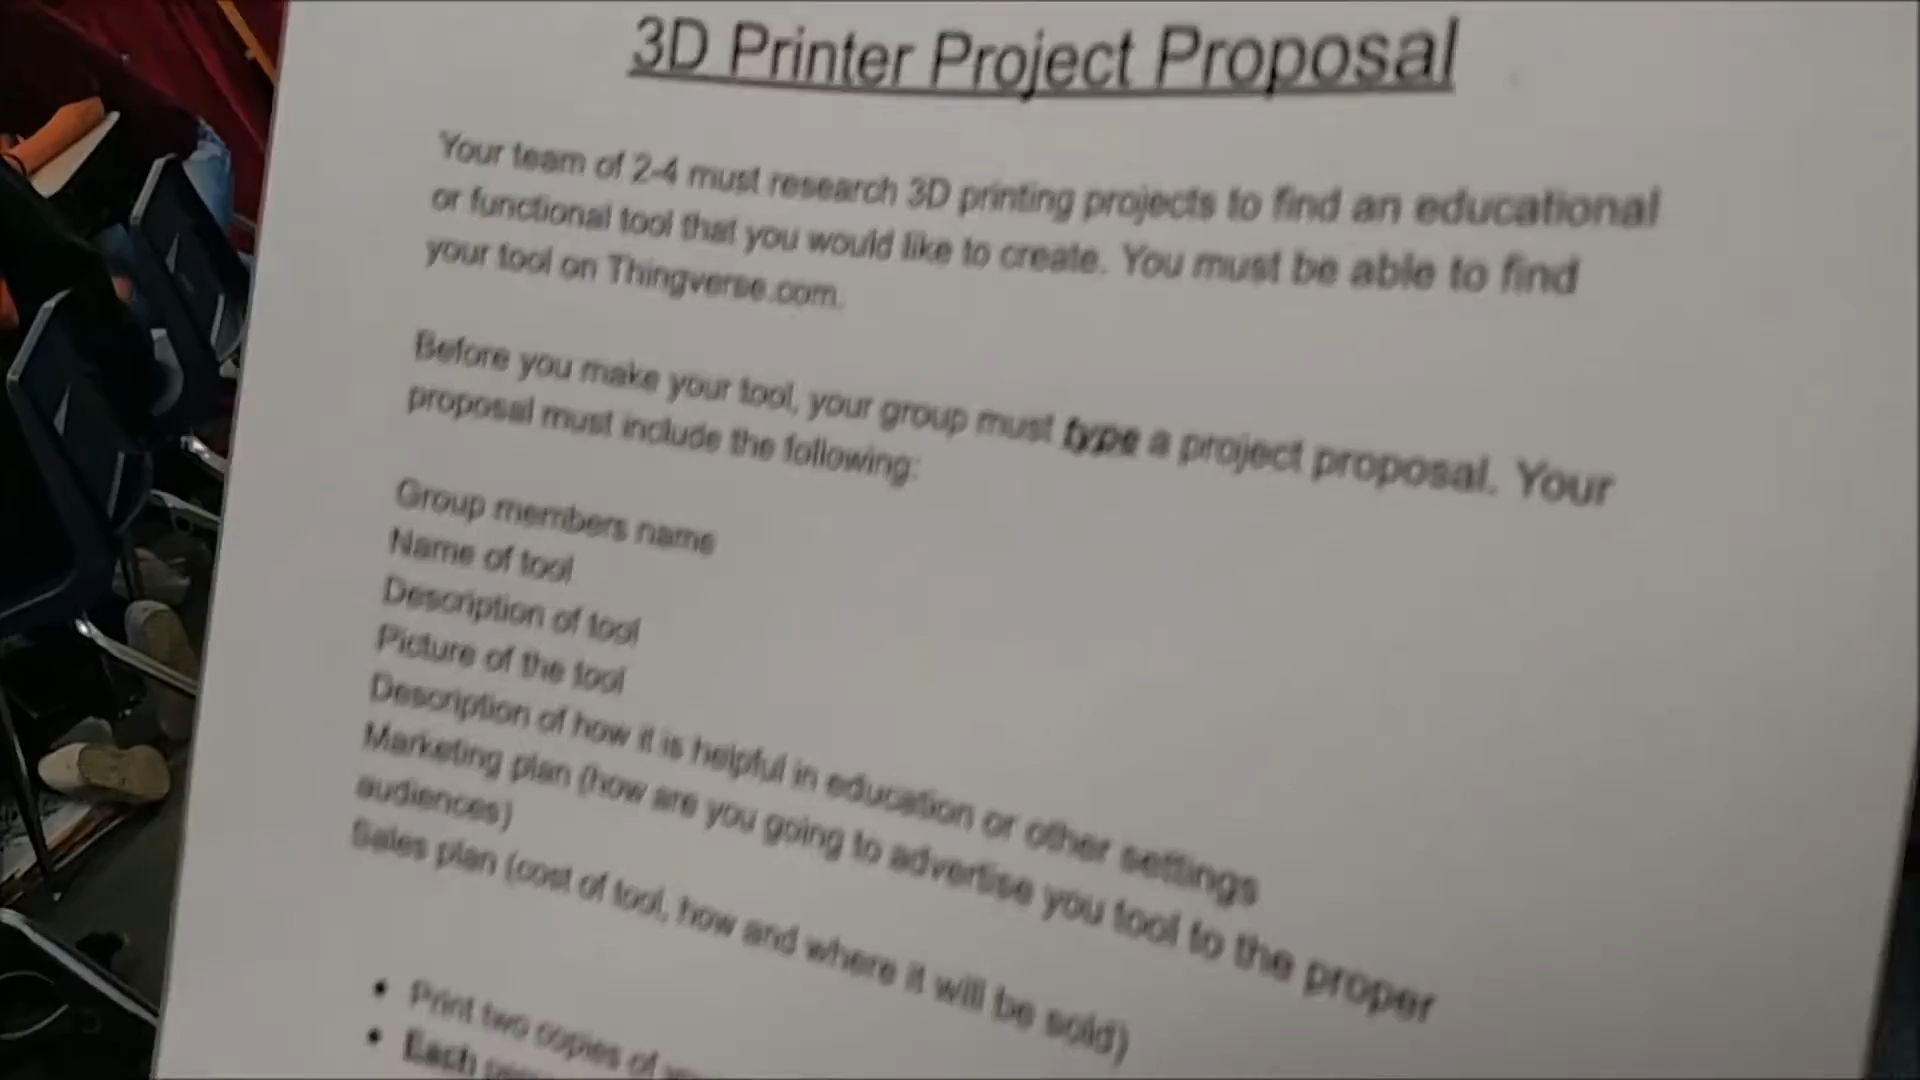 3D Printer Project Proposal
Your team of 2-4 must research 3D printing projects to find an educational
or functional tool that you would like to create. You must be able to find
your tool on Thingverse.com.
Before you make your tool, your group must type a project proposal. Your
proposal must include the following:
Group members name
Name of tool
Description of tool
Picture of the tool
Description of how it is helpful in education or other settings
Marketing plan (how are you going to advertise you tool to the proper
audiences)
Sales plan (cost of tool, how and where it will be sold)
• Print two copies of
• Each